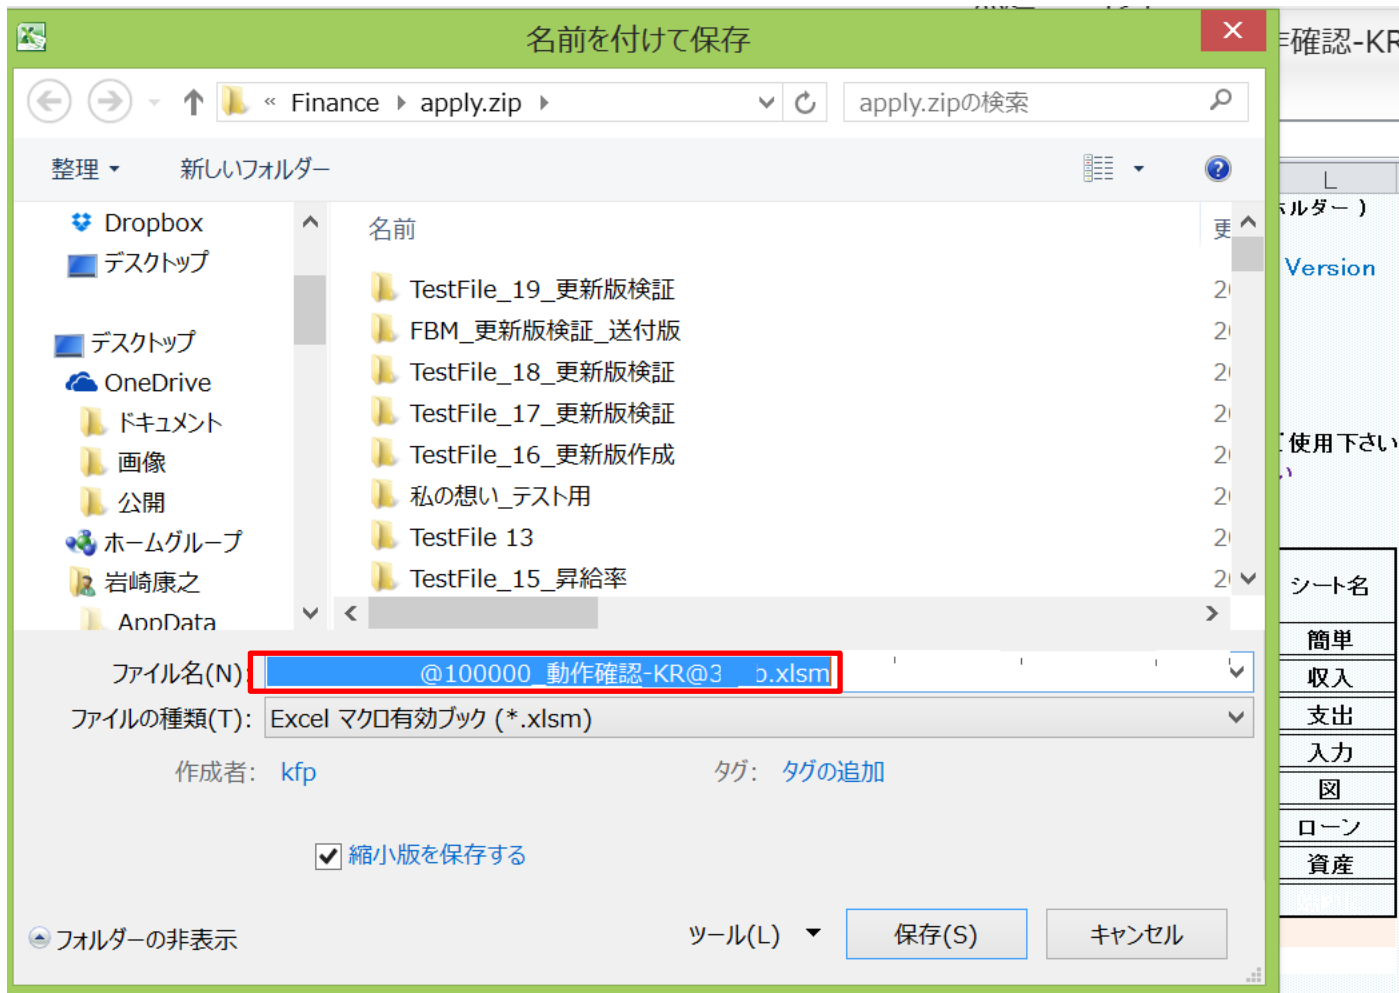 名前を付けて保存
« Finance apply.zip
apply.zipの検索
整理
新しいフォルダー
Dropbox
デスクトップ
デスクトップ
OneDrive
ドキュメント
画像
公開
ホームグループ
岩崎康之
AppData
名前
更
TestFile_19_更新版検証
FBM_更新版検証_送付版
TestFile_18_更新版検証
TestFile_17_更新版検証
TestFile_16_更新版作成
私の想い_テスト用
TestFile 13
TestFile_15_昇給率
ファイル名(N):
@100000_動作確認-KR@3 .xlsm
ファイルの種類(T): Excel マクロ有効ブック (*.xlsm)
作成者: kfp
タグ: タグの追加
縮小版を保存する
フォルダーの非表示
ツール(L)
保存(S)
キャンセル
確認-KR
L
ルダー )
Version
使用下さい
い
シート名
簡単
収入
支出
入力
図
ローン
資産